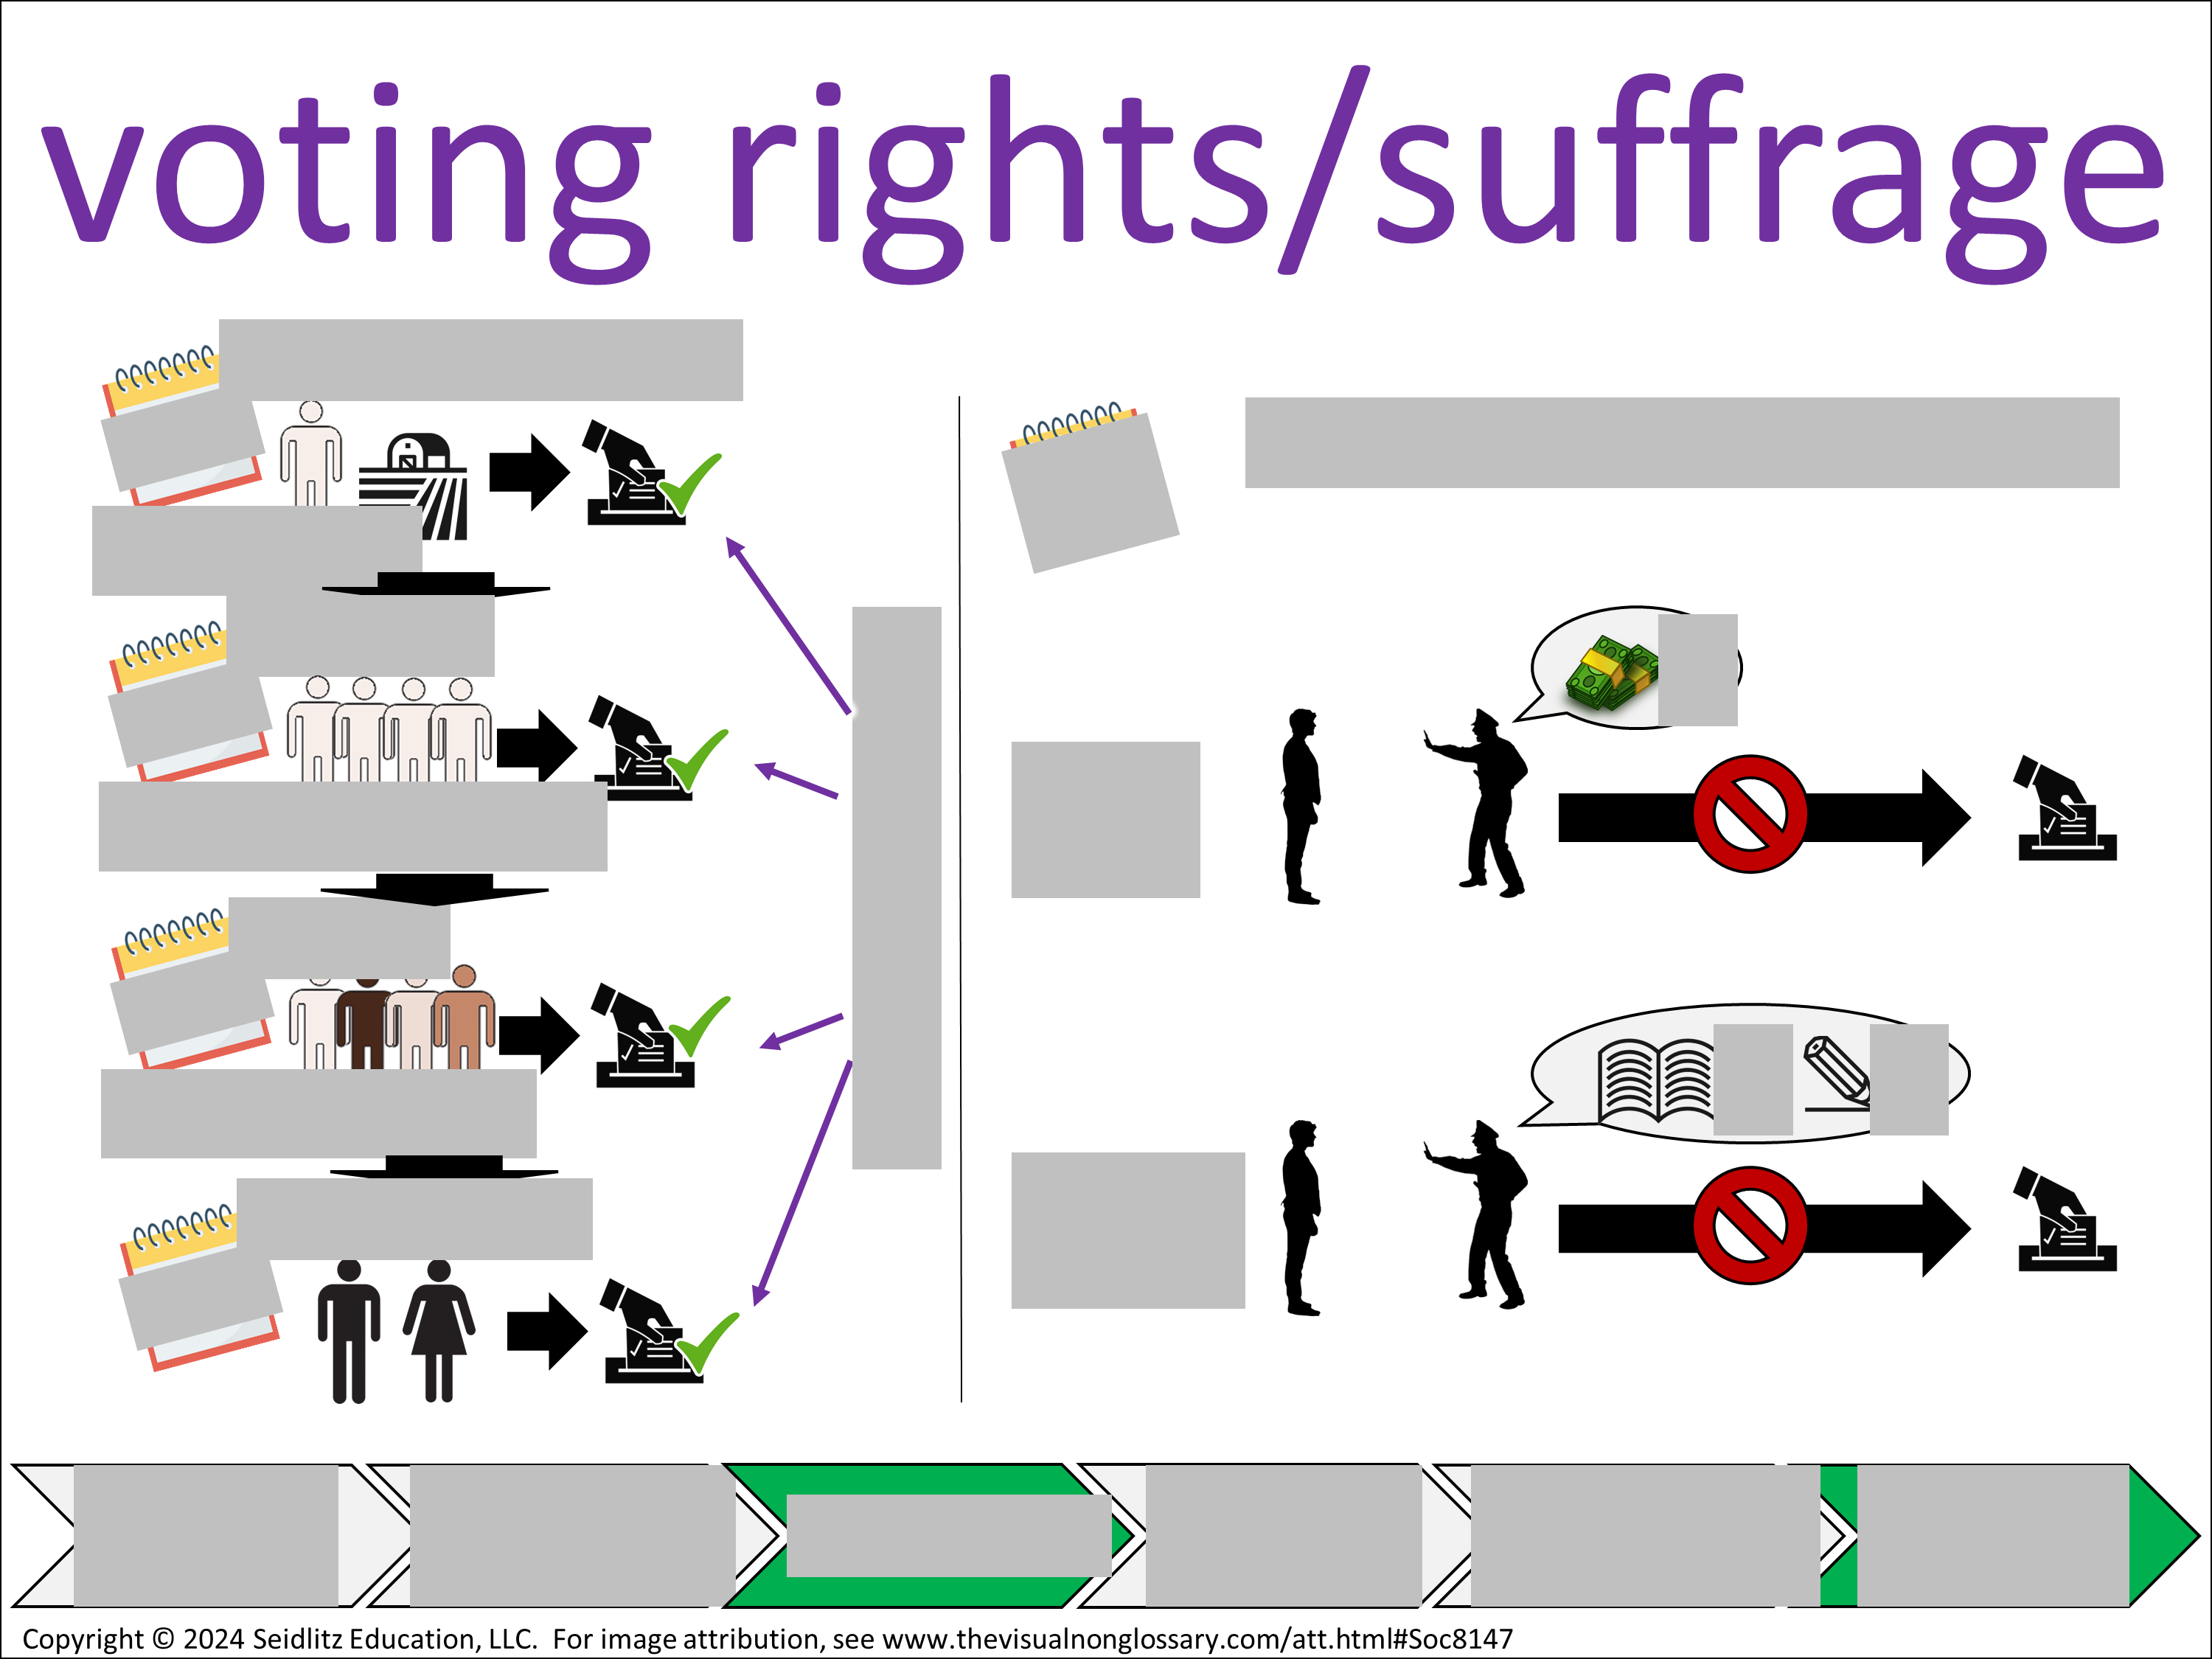 voting rights/suffrage
Copyright © 2024 Seidlitz Education, LLC.  For image attribution, see www.thevisualnonglossary.com/att.html#Soc8147